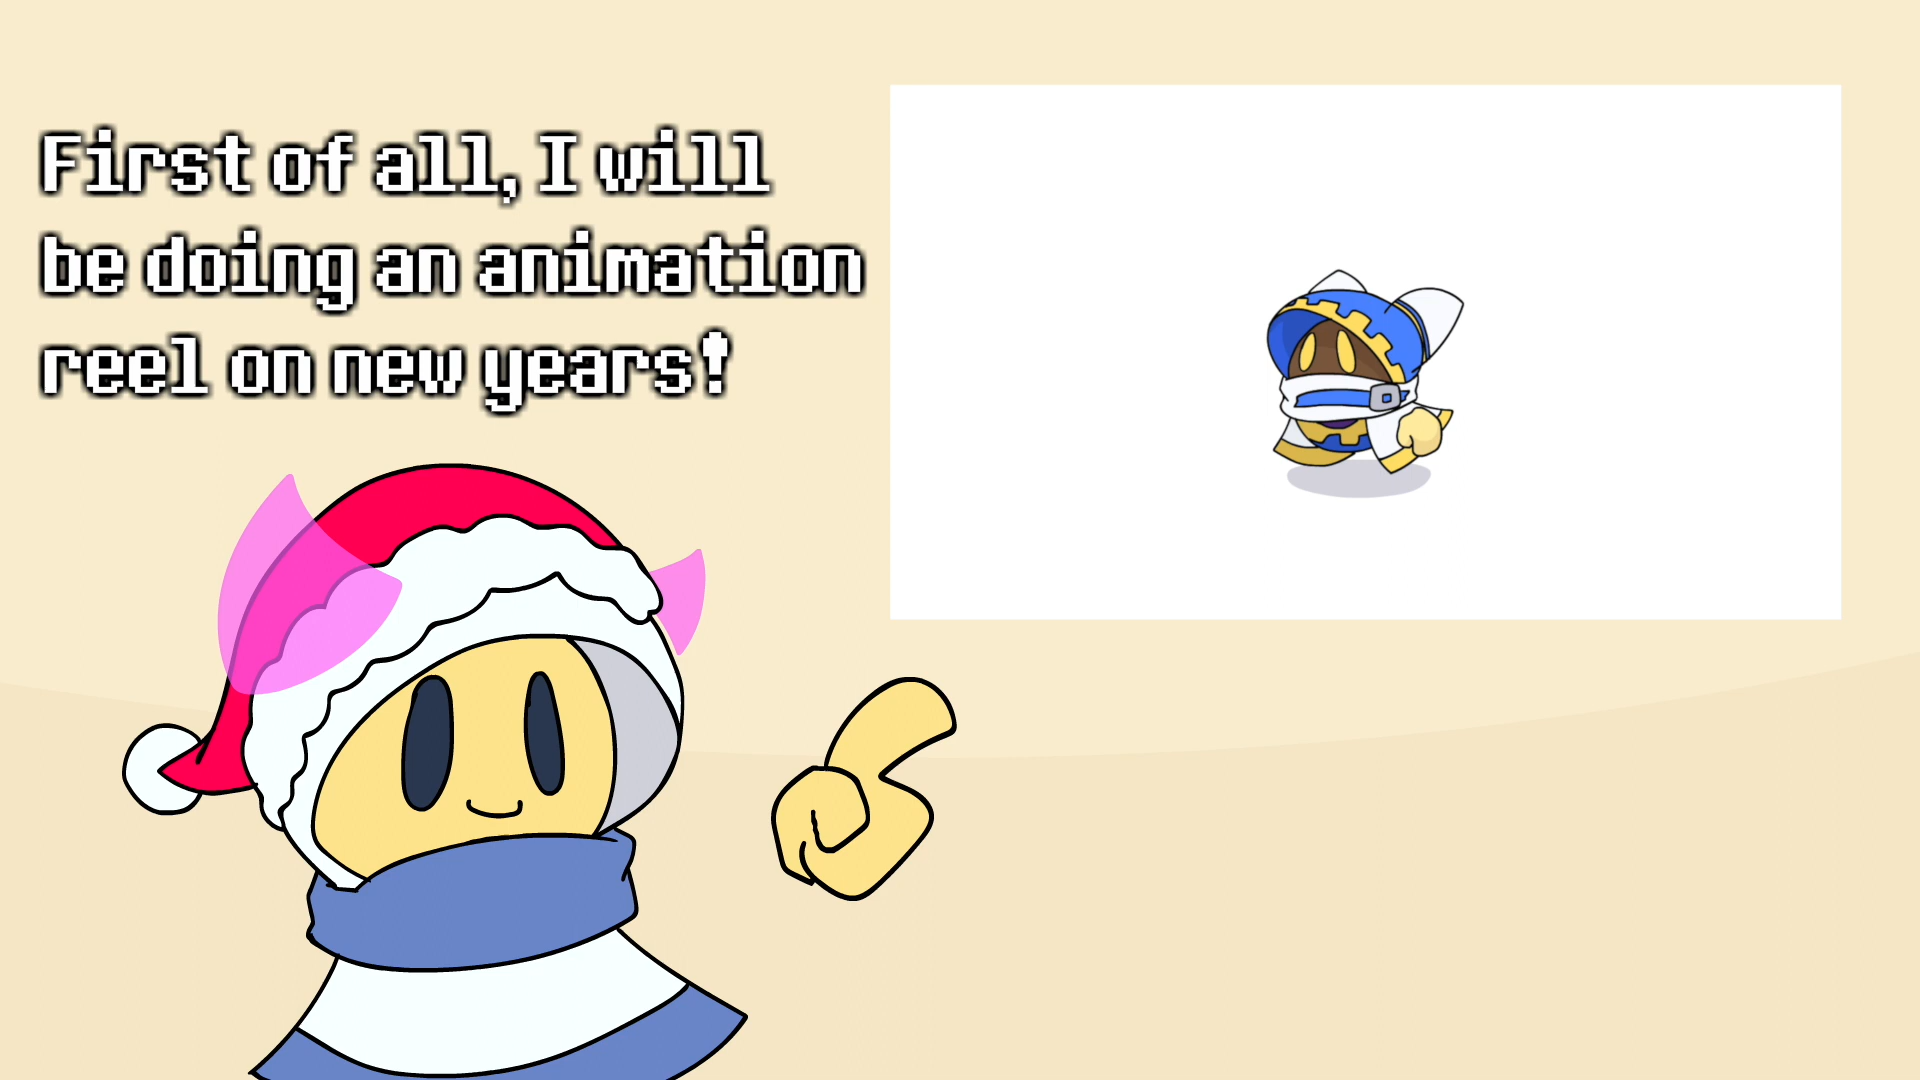 First of all, I will
be doing an animation
reel on new years!